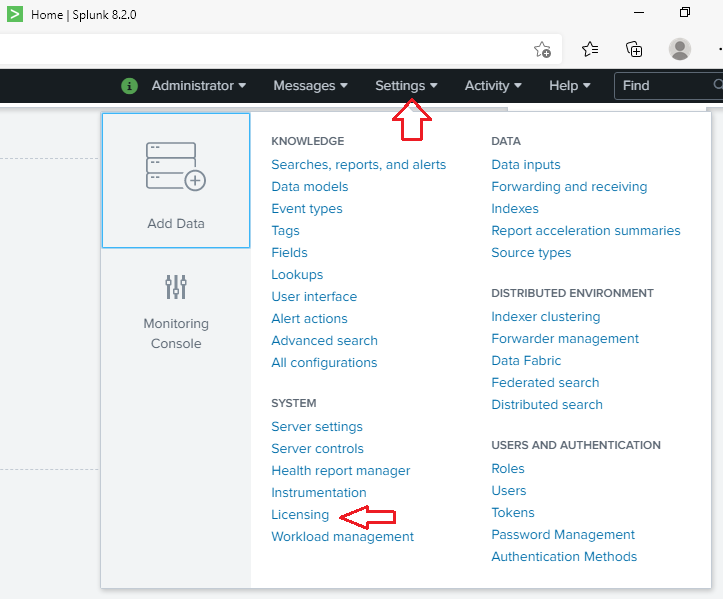 Home | Splunk 8.2.0
Administrator
Messages
Settings
Activity
Help
Find
Add Data
Monitoring
Console
KNOWLEDGE
Searches, reports, and alerts
Data models
Event types
Tags
Fields
Lookups
User interface
Alert actions
Advanced search
All configurations
SYSTEM
Server settings
Server controls
Health report manager
Instrumentation
Licensing
Workload management
DATA
Data inputs
Forwarding and receiving
Indexes
Report acceleration summaries
Source types
DISTRIBUTED ENVIRONMENT
Indexer clustering
Forwarder management
Data Fabric
Federated search
Distributed search
USERS AND AUTHENTICATION
Roles
Users
Tokens
Password Management
Authentication Methods